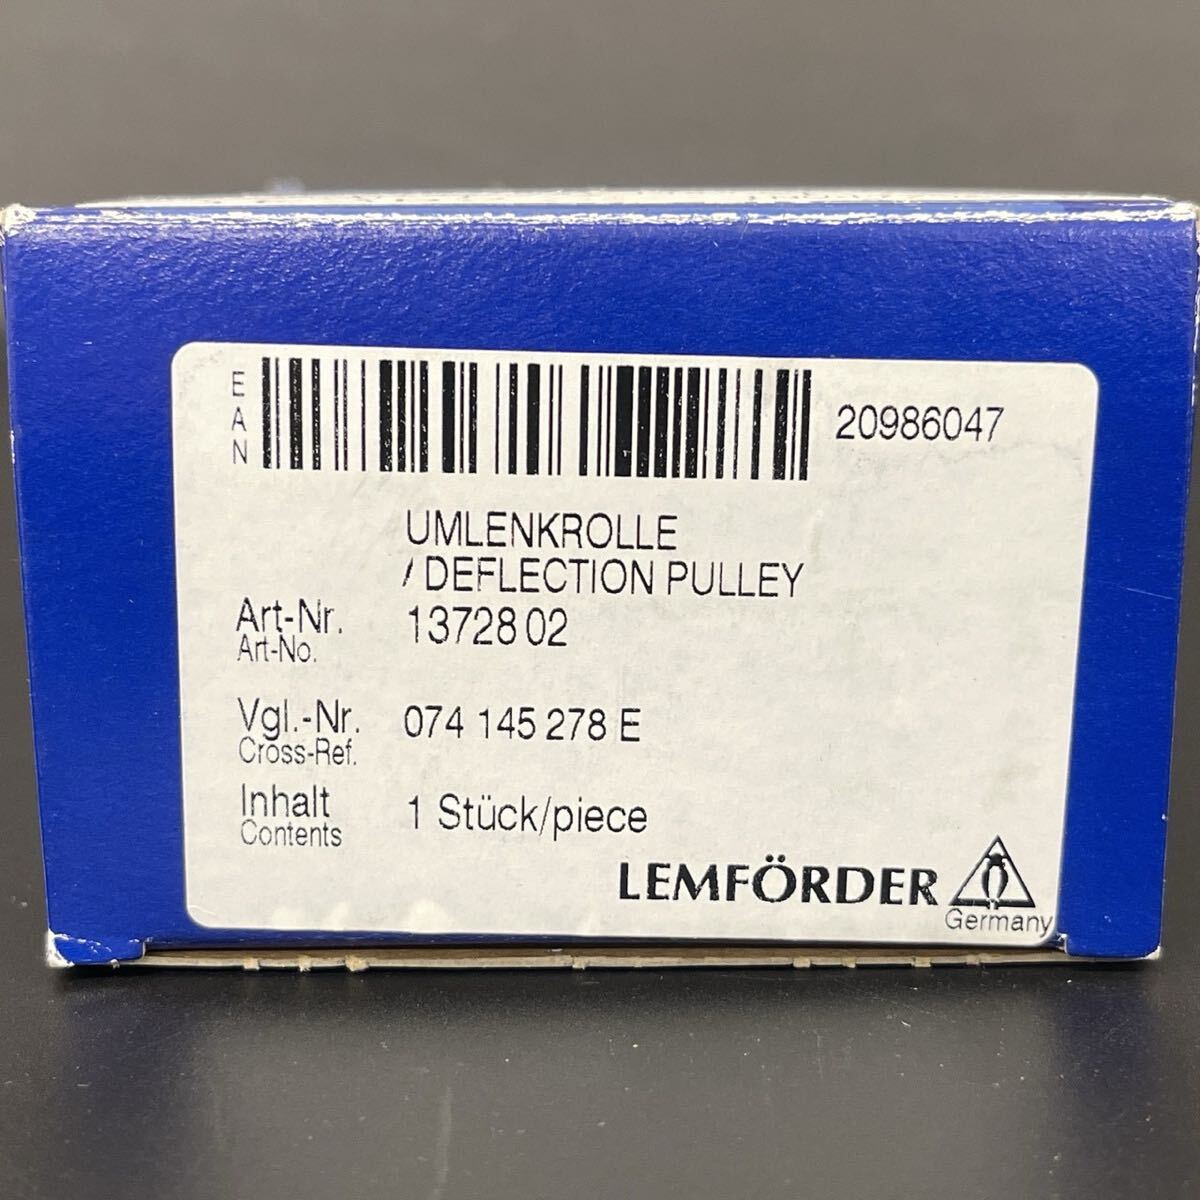 EAN
20986047
UMLENKROLLE
/ DEFLECTION PULLEY
Art-Nr. 13728 02
Art-No.
Vgl.-Nr. 074 145 278 E
Cross-Ref.
Inhalt 1 Stück/piece
Contents
LEMFÖRDER
Germany